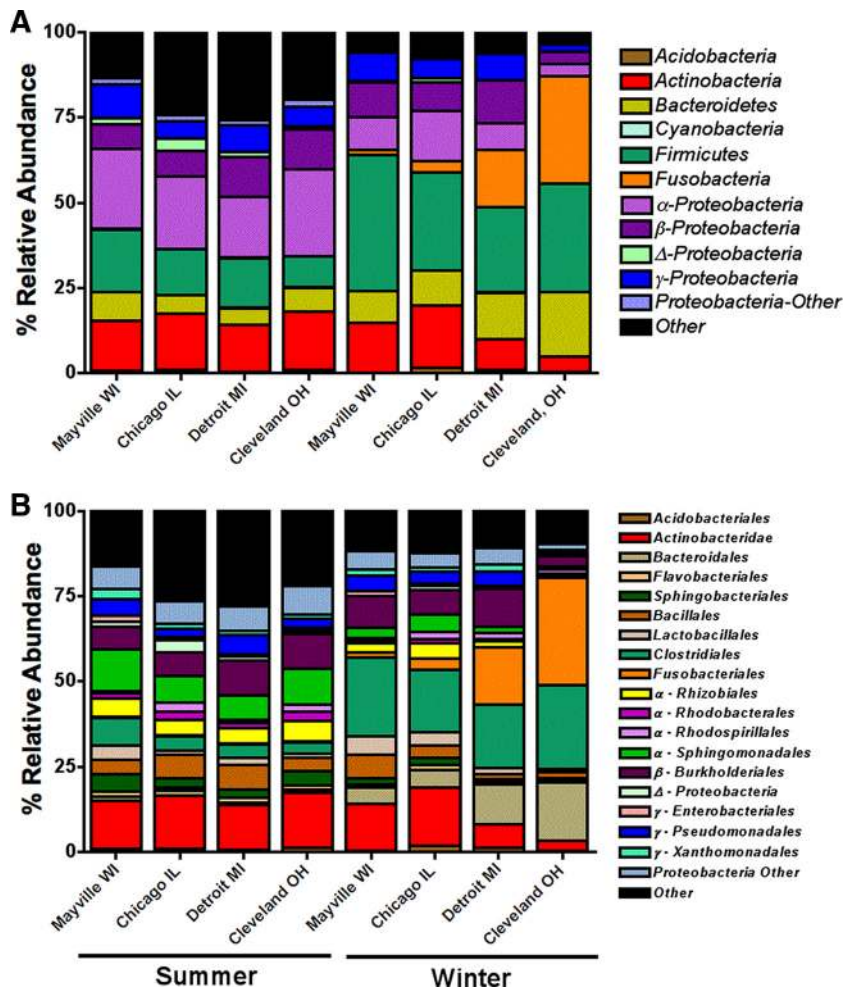 A
% Relative Abundance
100
75
50
25
0
Mayville WI
Chicago IL
Detroit MI
Cleveland OH
Mayville WI
Chicago IL
Detroit MI
Cleveland, OH
Acidobacteria
Actinobacteria
Bacteroidetes
Cyanobacteria
Firmicutes
Fusobacteria
α-Proteobacteria
β-Proteobacteria
Δ-Proteobacteria
γ-Proteobacteria
Proteobacteria-Other
Other
B
% Relative Abundance
100
75
50
25
0
Mayville WI
Chicago IL
Detroit MI
Cleveland OH
Mayville WI
Chicago IL
Detroit MI
Cleveland OH
Summer
Winter
Acidobacteriales
Actinobacteridae
Bacteroidales
Flavobacteriales
Sphingobacteriales
Bacillales
Lactobacillales
Clostridiales
Fusobacteriales
α - Rhizobiales
α - Rhodobacterales
α - Rhodospirillales
α - Sphingomonadales
β - Burkholderiales
Δ - Proteobacteria
γ - Enterobacteriales
γ - Pseudomonadales
γ - Xanthomonadales
Proteobacteria Other
Other